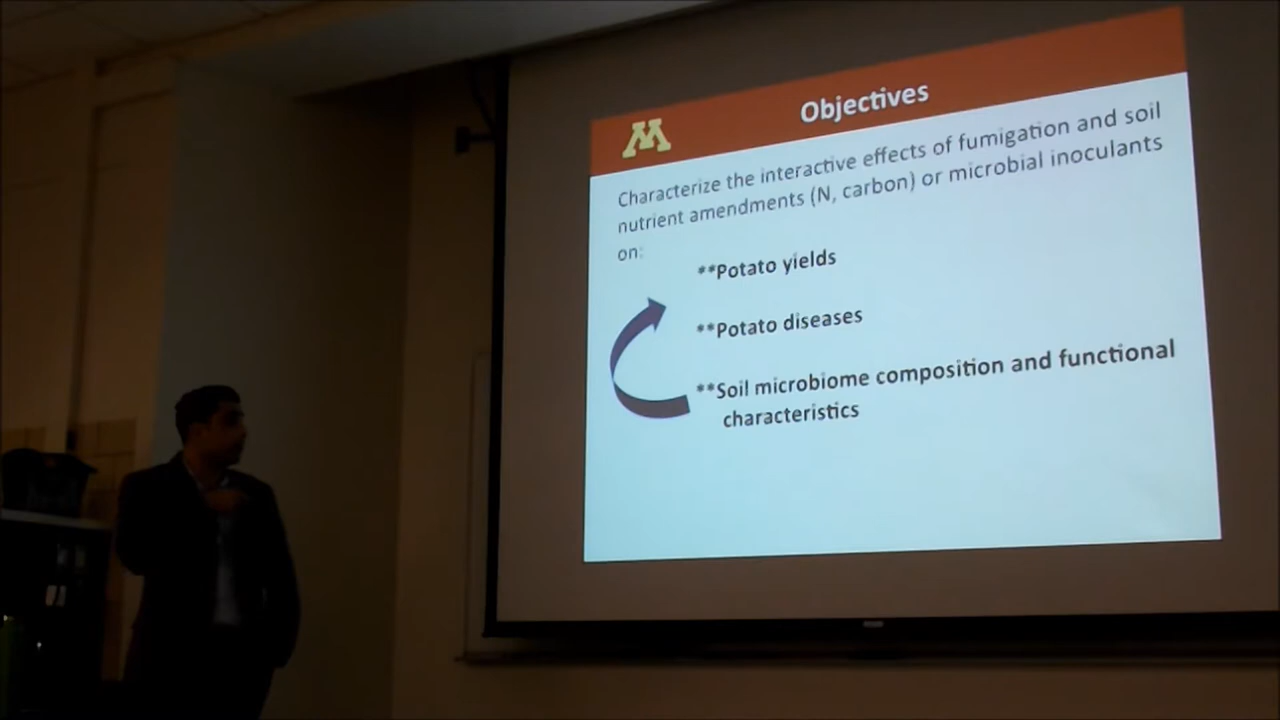 M
Objectives
Characterize the interactive effects of fumigation and soil
nutrient amendments (N, carbon) or microbial inoculants
on:
**Potato yields
**Potato diseases
**Soil microbiome composition and functional
characteristics